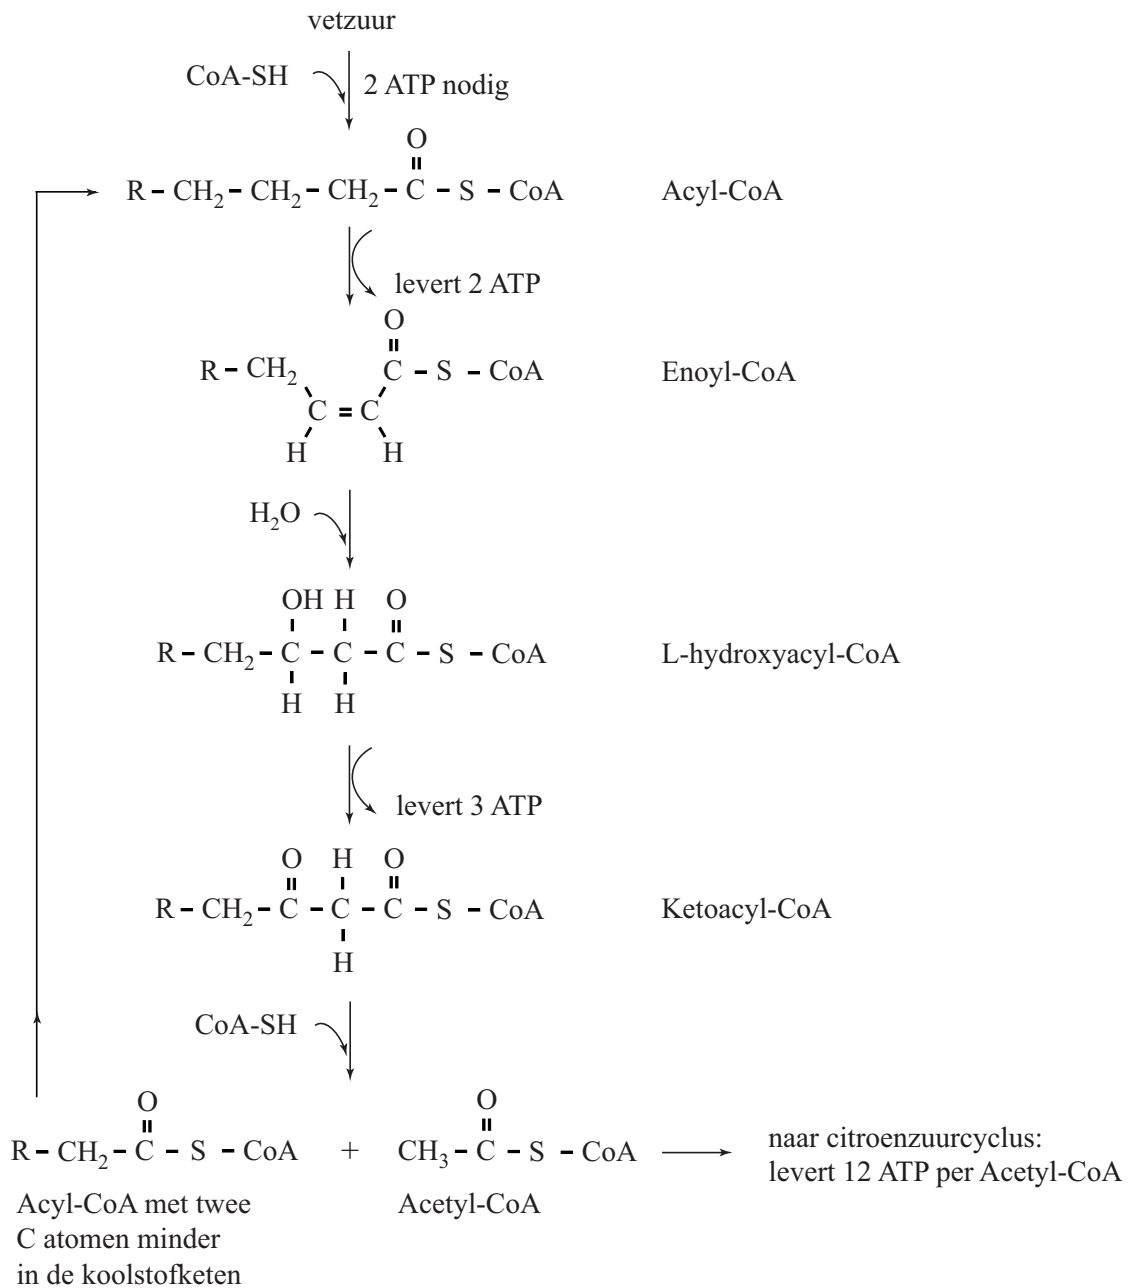 vetzuur
CoA-SH
2 ATP nodig
O
R – CH₂ – CH₂ – CH₂ – C – S – CoA
Acyl-CoA
levert 2 ATP
O
R – CH₂ C – S – CoA
Enoyl-CoA
C = C
H H
H₂O
OH H O
R – CH₂ – C – C – C – S – CoA
L-hydroxyacyl-CoA
H H
levert 3 ATP
O H O
R – CH₂ – C – C – C – S – CoA
Ketoacyl-CoA
H
CoA-SH
O O
R – CH₂ – C – S – CoA + CH₃ – C – S – CoA
naar citroenzuurcyclus:
levert 12 ATP per Acetyl-CoA
Acyl-CoA met twee
C atomen minder
in de koolstofketen
Acetyl-CoA